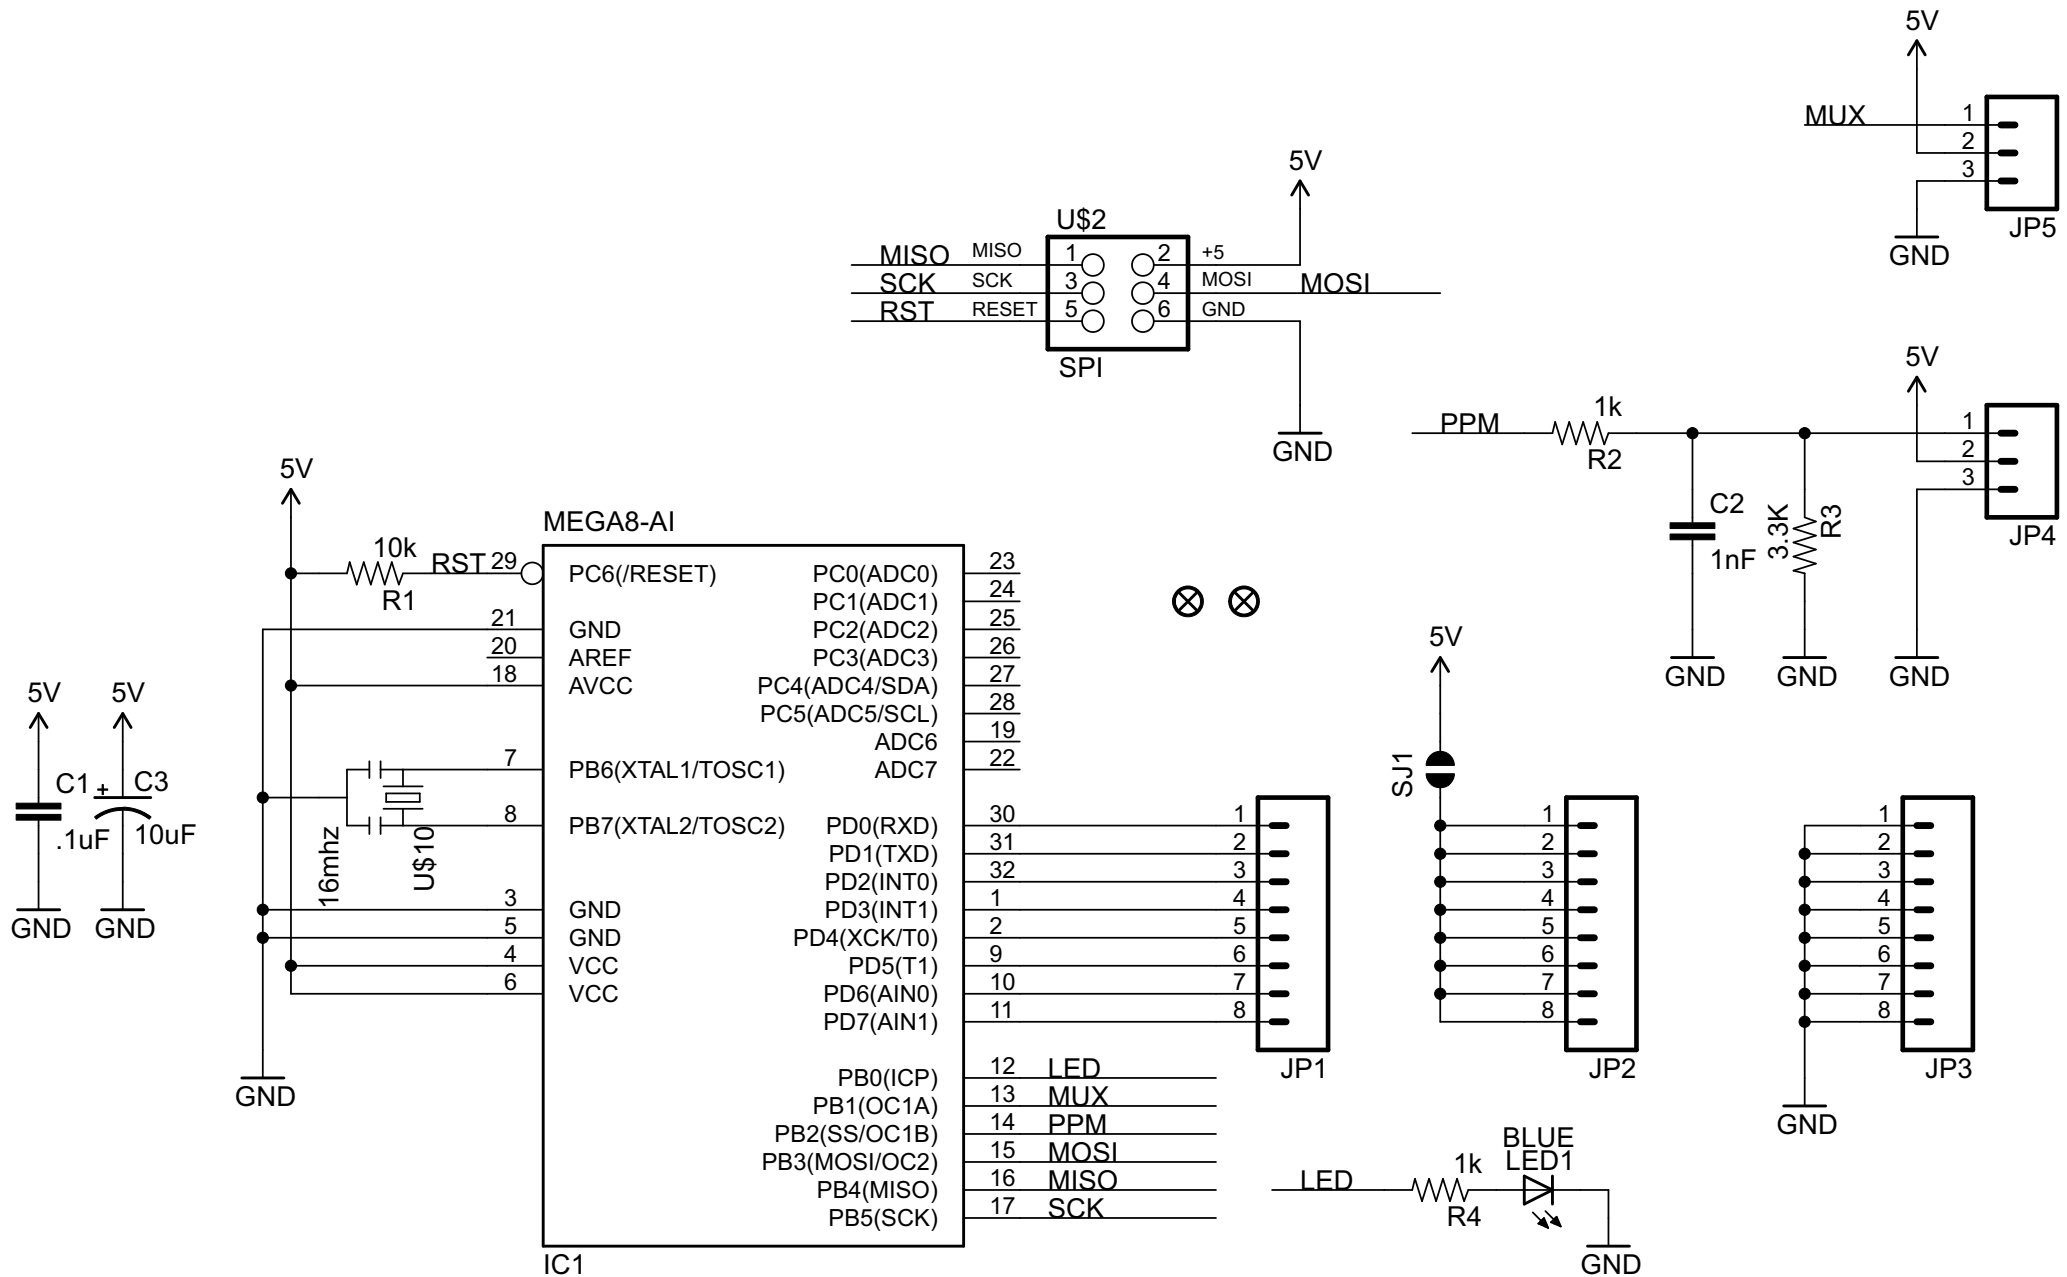 5V
MUX 1
2
3
JP5
GND
5V
U$2
MISO MISO 1 2 +5
SCK SCK 3 4 MOSI MOSI
RST RESET 5 6 GND
SPI
GND
5V
PPM 1k 1
R2 2
3
C2
1nF
3.3K
R3
JP4
GND GND GND
5V
MEGA8-AI
10k RST 29 PC6(/RESET) PC0(ADC0) 23
R1
PC1(ADC1) 24
21 GND PC2(ADC2) 25
20 AREF PC3(ADC3) 26
18 AVCC PC4(ADC4/SDA) 27
PC5(ADC5/SCL) 28
ADC6 19
7 PB6(XTAL1/TOSC1) ADC7 22
8 PB7(XTAL2/TOSC2) PD0(RXD) 30
16mhz
U$10
PD1(TXD) 31
PD2(INT0) 32
3 GND PD3(INT1) 1
5 GND PD4(XCK/T0) 2
4 VCC PD5(T1) 9
6 VCC PD6(AIN0) 10
PD7(AIN1) 11
PB0(ICP) 12 LED
PB1(OC1A) 13 MUX
PB2(SS/OC1B) 14 PPM
PB3(MOSI/OC2) 15 MOSI
PB4(MISO) 16 MISO
PB5(SCK) 17 SCK
IC1
GND
5V 5V
C1 + C3
.1uF 10uF
GND GND
1
2
3
4
5
6
7
8
JP1
5V
SJ1
1
2
3
4
5
6
7
8
JP2
1
2
3
4
5
6
7
8
JP3
GND
BLUE
LED 1k LED1
R4
GND